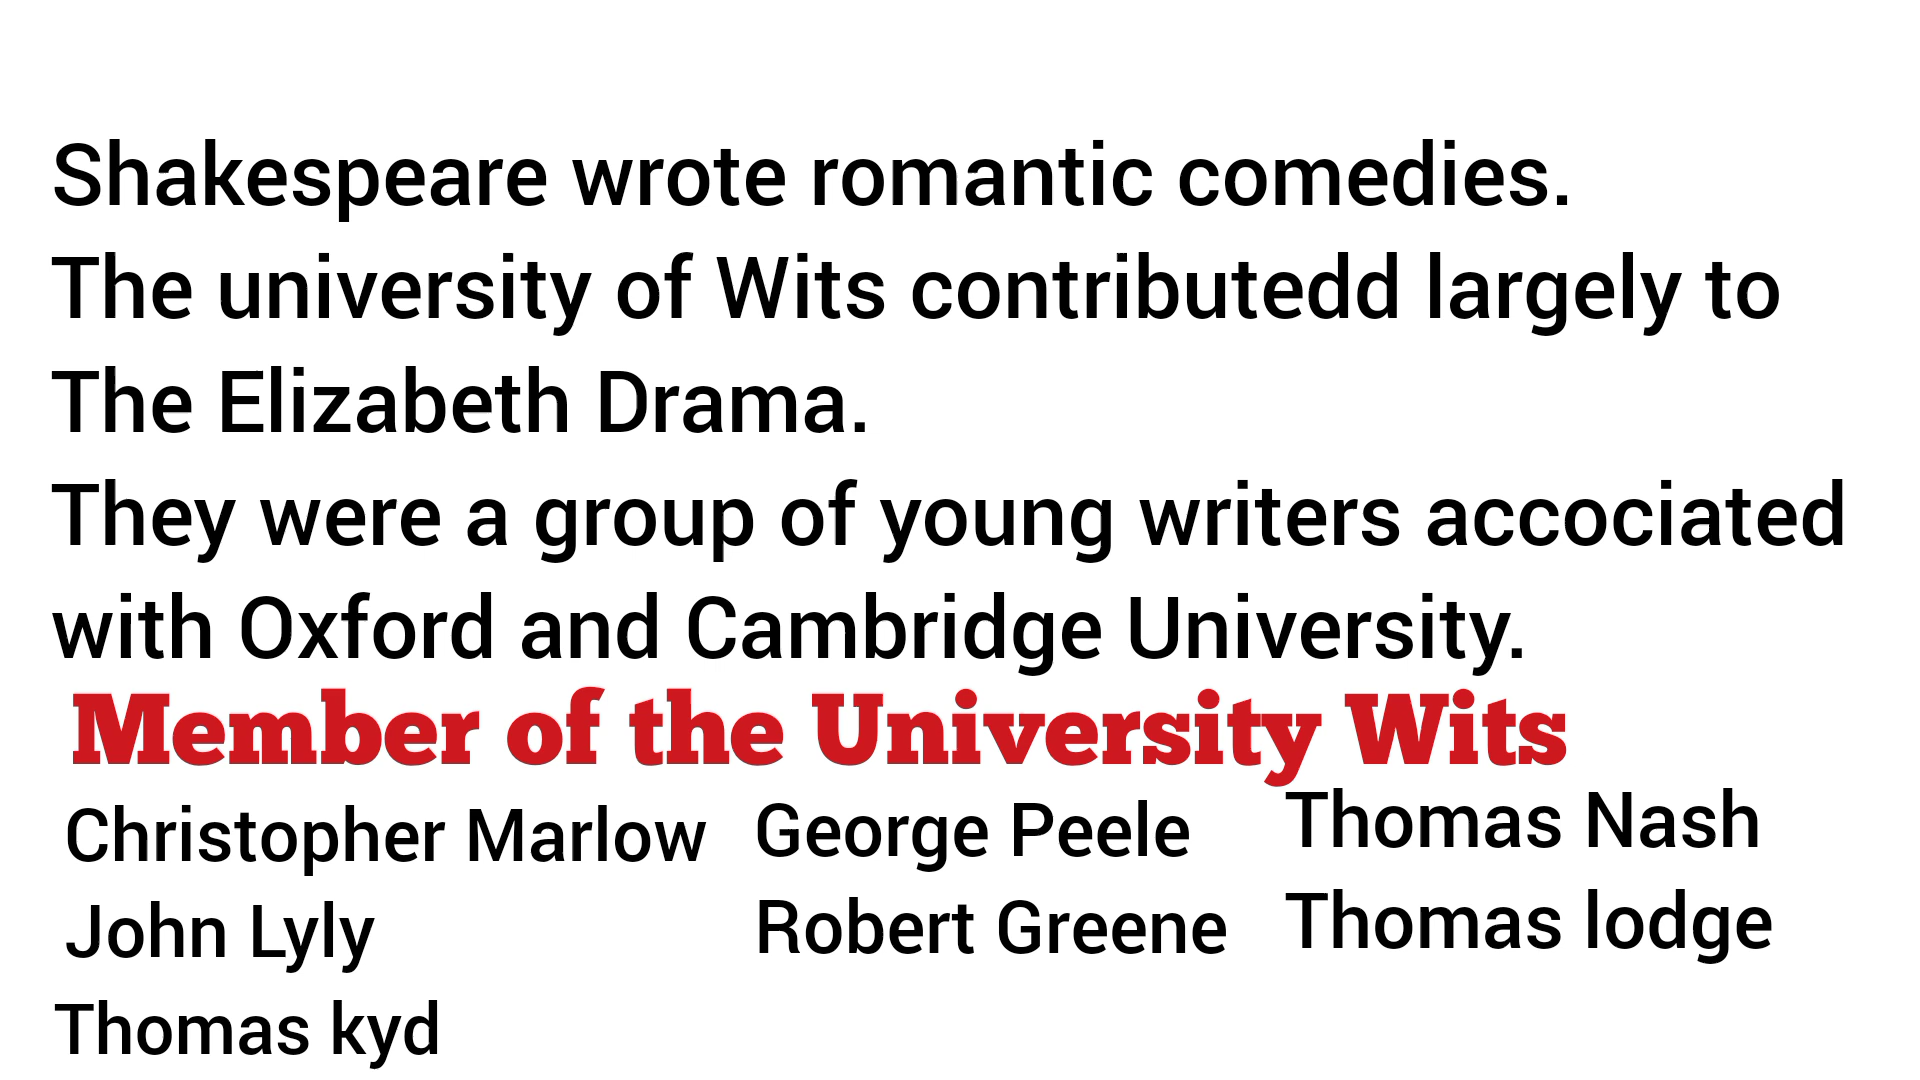 Shakespeare wrote romantic comedies.
The university of Wits contributedd largely to
The Elizabeth Drama.
They were a group of young writers accociated
with Oxford and Cambridge University.
Member of the University Wits
Christopher Marlow George Peele Thomas Nash
John Lyly Robert Greene Thomas lodge
Thomas kyd